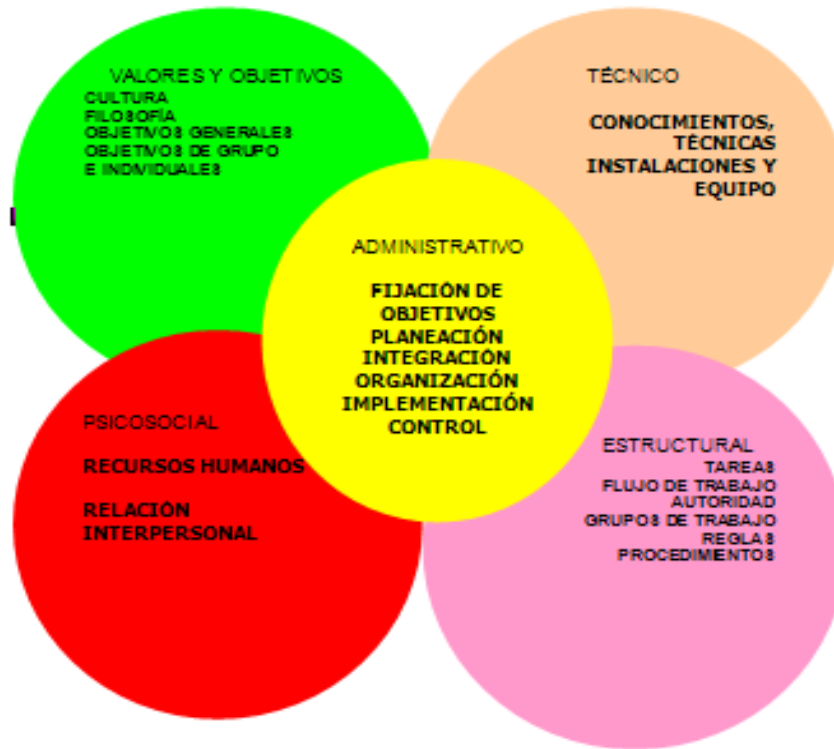 VALORES Y OBJETIVOS
CULTURA
FILOSOFÍA
OBJETIVOS GENERALES
OBJETIVOS DE GRUPO
E INDIVIDUALES
TÉCNICO
CONOCIMIENTOS,
TÉCNICAS
INSTALACIONES Y
EQUIPO
ADMINISTRATIVO
FIJACIÓN DE
OBJETIVOS
PLANEACIÓN
INTEGRACIÓN
ORGANIZACIÓN
IMPLEMENTACIÓN
CONTROL
PSICOSOCIAL
RECURSOS HUMANOS
RELACIÓN
INTERPERSONAL
ESTRUCTURAL
TAREAS
FLUJO DE TRABAJO
AUTORIDAD
GRUPOS DE TRABAJO
REGLAS
PROCEDIMIENTOS